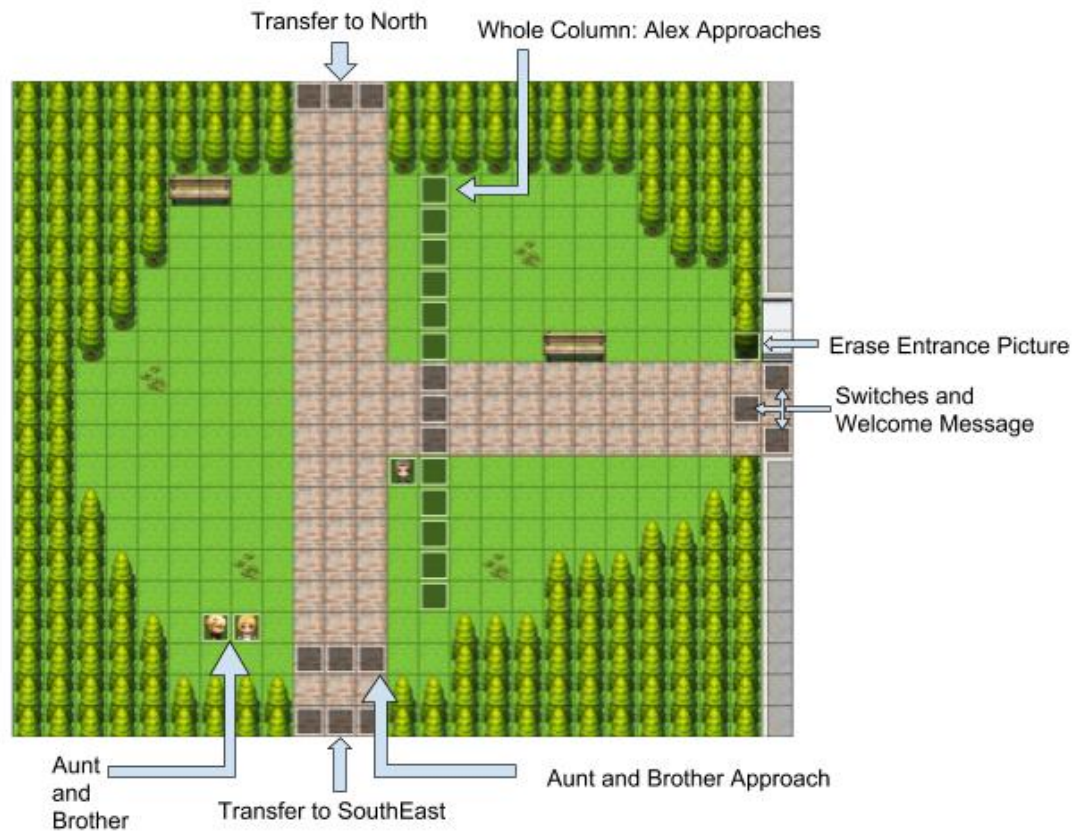 Transfer to North
Whole Column: Alex Approaches
Erase Entrance Picture
Switches and
Welcome Message
Aunt
and
Brother
Transfer to SouthEast
Aunt and Brother Approach